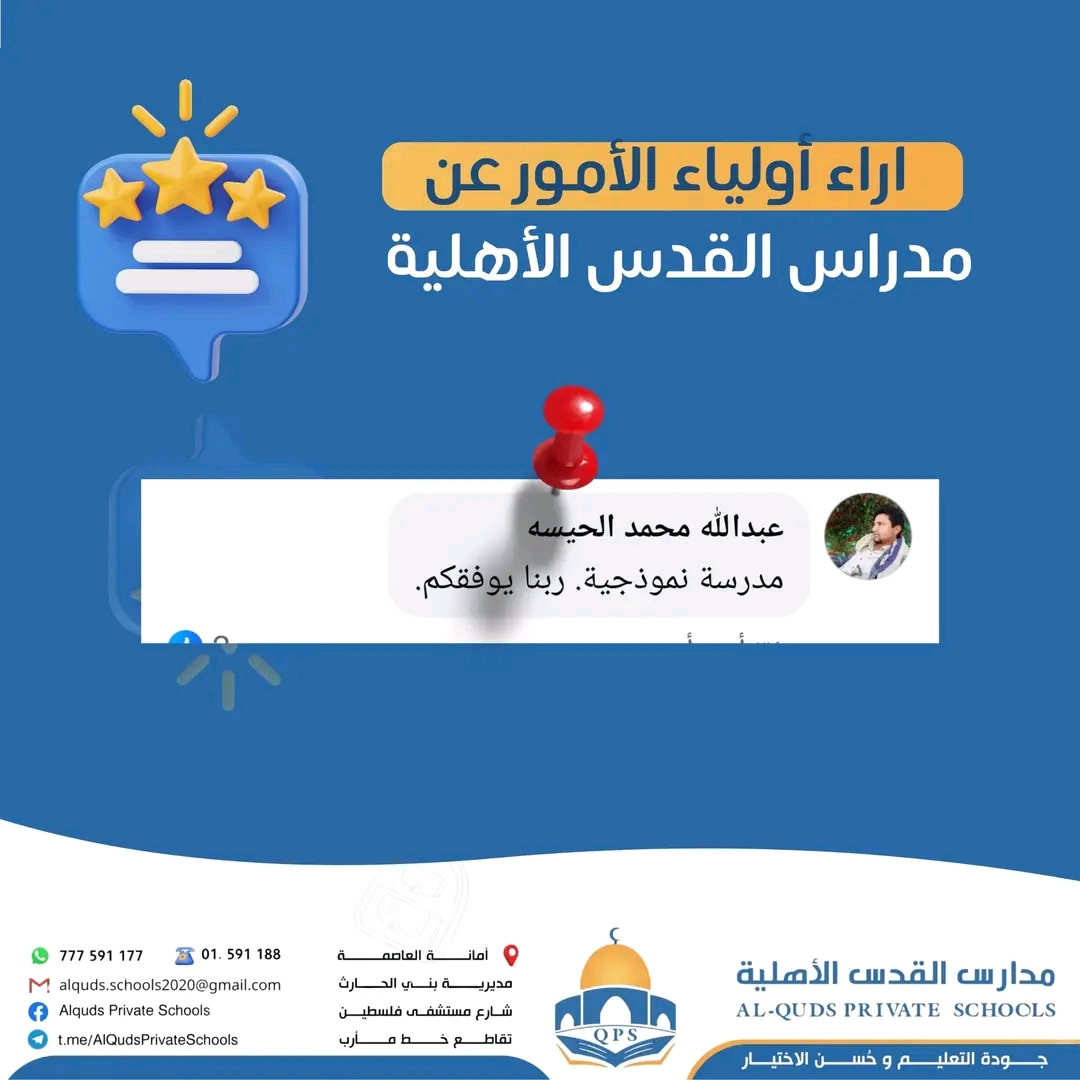 اراء أولياء الأمور عن
مدراس القدس الأهلية
عبدالله محمد الحيسه
مدرسة نموذجية. ربنا يوفقكم.
777 591 177
01. 591 188
alquds.schools2020@gmail.com
Alquds Private Schools
t.me/AlQudsPrivateSchools
أمانة العاصمة
مديرية بني الحارث
شارع مستشفى فلسطين
تقاطع خط مأرب
QPS
مدارس القدس الأهلية
AL-QUDS PRIVATE SCHOOLS
جودة التعليم و حُسن الاختيار